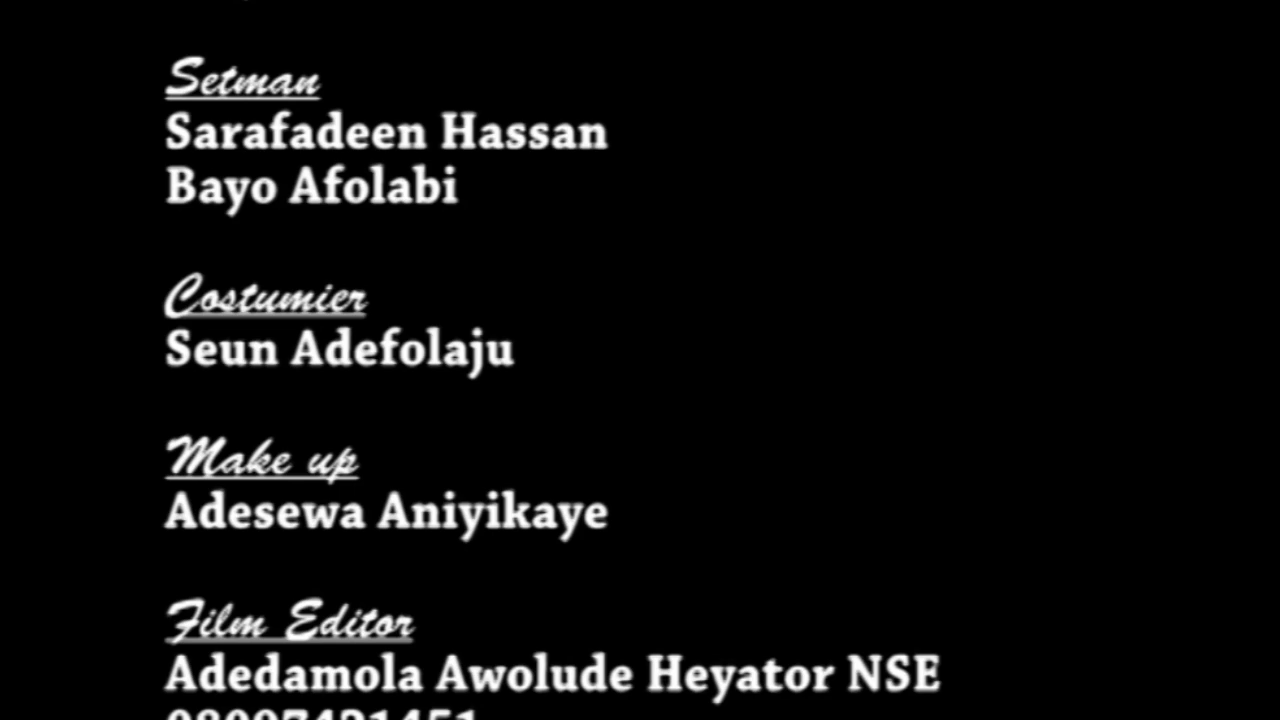 Setman
Sarafadeen Hassan
Bayo Afolabi
Costumier
Seun Adefolaju
Make up
Adesewa Aniyikaye
Film Editor
Adedamola Awolude Heyator NSE